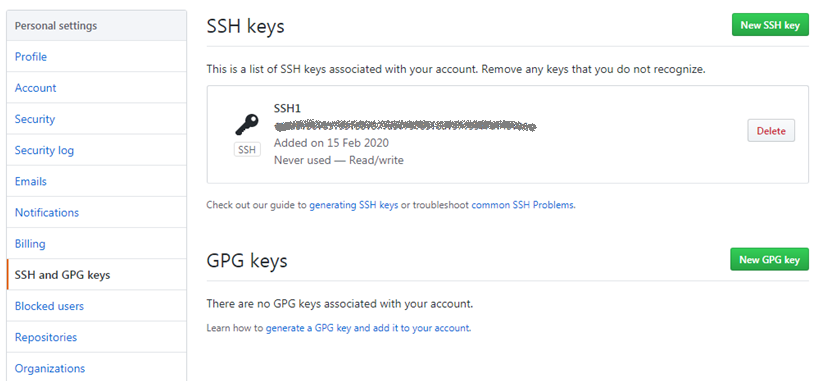 Personal settings
Profile
Account
Security
Security log
Emails
Notifications
Billing
SSH and GPG keys
Blocked users
Repositories
Organizations
SSH keys
New SSH key
This is a list of SSH keys associated with your account. Remove any keys that you do not recognize.
SSH1
SSH
Added on 15 Feb 2020
Never used — Read/write
Delete
Check out our guide to generating SSH keys or troubleshoot common SSH Problems.
GPG keys
New GPG key
There are no GPG keys associated with your account.
Learn how to generate a GPG key and add it to your account.